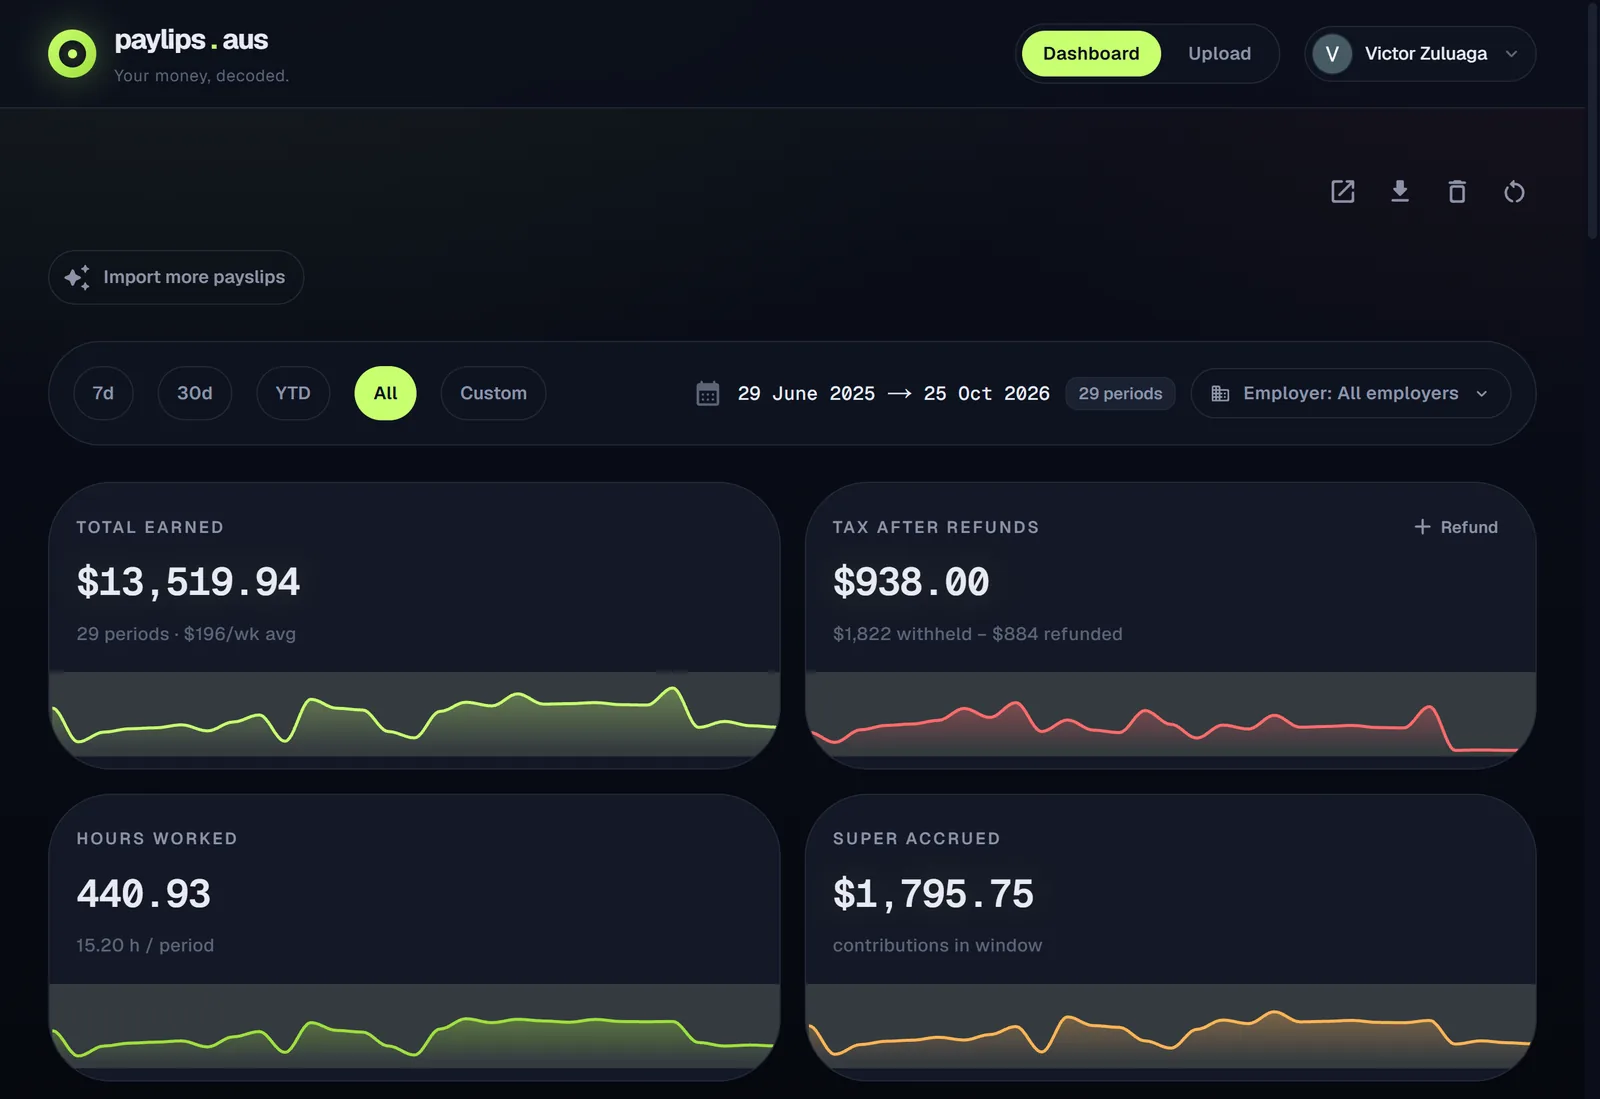 paylips.aus
Your money, decoded.
Dashboard
Upload
V
Victor Zuluaga
Import more payslips
7d
30d
YTD
All
Custom
29 June 2025 → 25 Oct 2026
29 periods
Employer: All employers
TOTAL EARNED
$13,519.94
29 periods · $196/wk avg
TAX AFTER REFUNDS
+ Refund
$938.00
$1,822 withheld – $884 refunded
HOURS WORKED
440.93
15.20 h / period
SUPER ACCRUED
$1,795.75
contributions in window